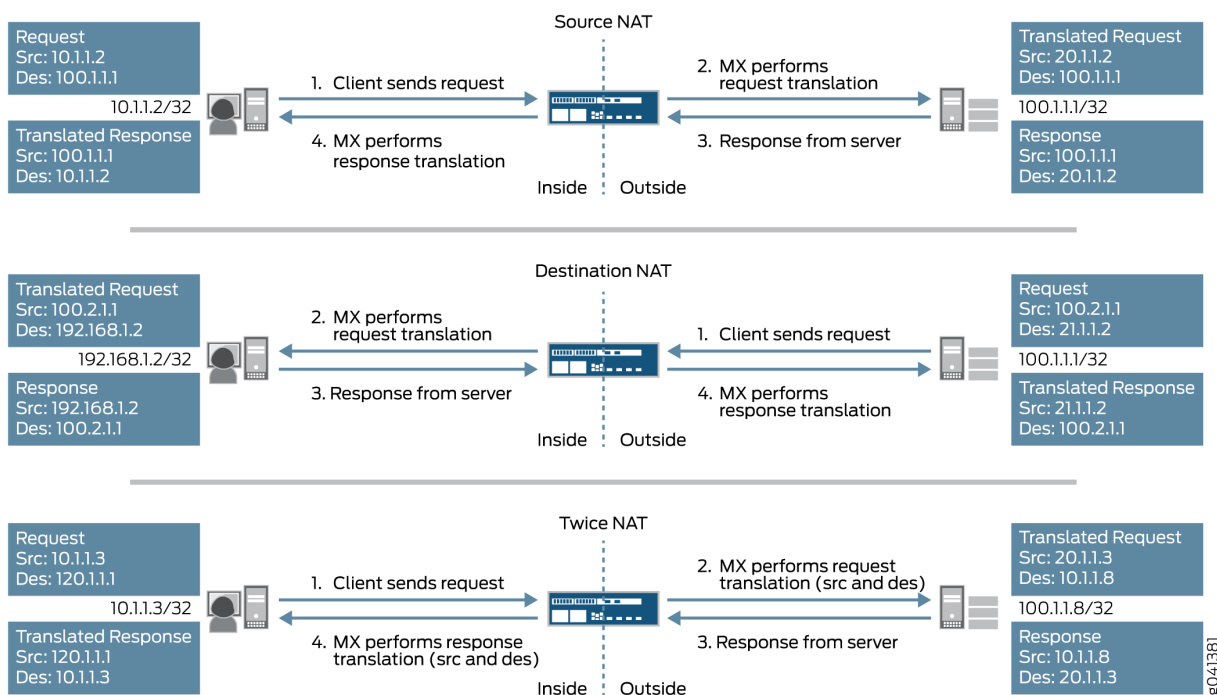 Source NAT
Request
Src: 10.1.1.2
Des: 100.1.1.1
10.1.1.2/32
Translated Response
Src: 100.1.1.1
Des: 10.1.1.2
1. Client sends request
4. MX performs
response translation
2. MX performs
request translation
3. Response from server
Inside
Outside
Translated Request
Src: 20.1.1.2
Des: 100.1.1.1
100.1.1.1/32
Response
Src: 100.1.1.1
Des: 20.1.1.2
Destination NAT
Translated Request
Src: 100.2.1.1
Des: 192.168.1.2
192.168.1.2/32
Response
Src: 192.168.1.2
Des: 100.2.1.1
2. MX performs
request translation
3. Response from server
1. Client sends request
4. MX performs
response translation
Inside
Outside
Request
Src: 100.2.1.1
Des: 21.1.1.2
100.1.1.1/32
Translated Response
Src: 21.1.1.2
Des: 100.2.1.1
Twice NAT
Request
Src: 10.1.1.3
Des: 120.1.1.1
10.1.1.3/32
Translated Response
Src: 120.1.1.1
Des: 10.1.1.3
1. Client sends request
4. MX performs response
translation (src and des)
2. MX performs request
translation (src and des)
3. Response from server
Inside
Outside
Translated Request
Src: 20.1.1.3
Des: 10.1.1.8
100.1.1.8/32
Response
Src: 10.1.1.8
Des: 20.1.1.3
g041381